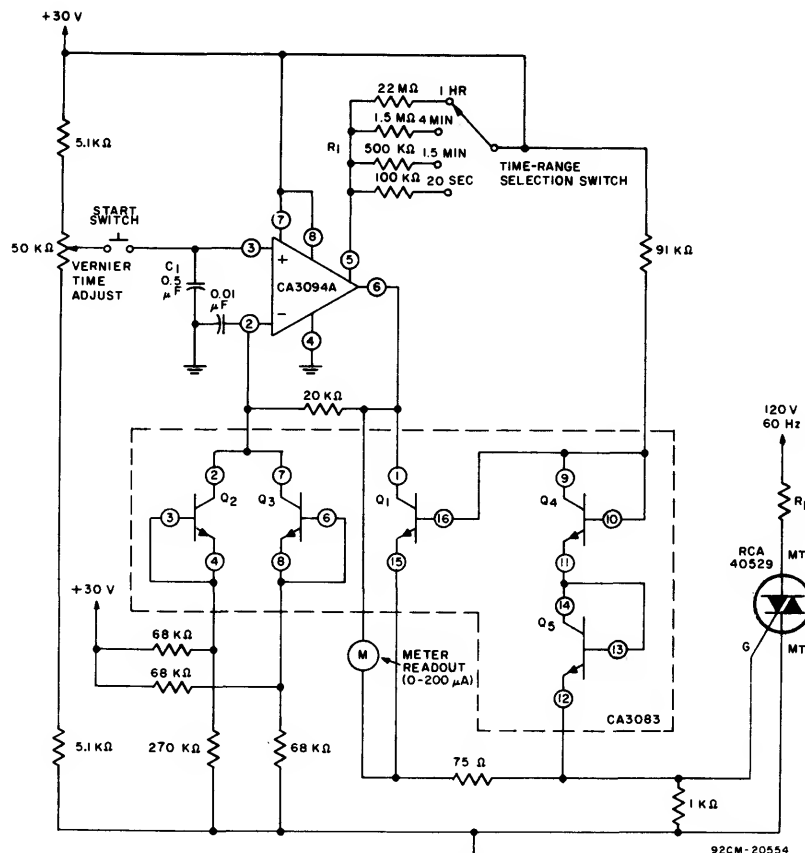 +30 V
22 MΩ
1 HR
1.5 MΩ
4 MIN
R1
500 KΩ
1.5 MIN
100 KΩ
20 SEC
TIME-RANGE
SELECTION SWITCH
5.1KΩ
START
SWITCH
50 KΩ
VERNIER
TIME
ADJUST
C1
0.5
μF
0.01
μF
3
+
7
8
5
CA3094A
6
2
−
4
91 KΩ
20 KΩ
120 V
60 Hz
2
7
1
9
3
Q2
Q3
6
Q1
16
Q4
10
4
8
15
11
RCA
40529
MT
+30 V
14
68 KΩ
Q5
13
G
MT
68 KΩ
M
METER
READOUT
(0-200 μA)
12
CA3083
5.1 KΩ
270 KΩ
68 KΩ
75 Ω
1 KΩ
92CM-20554